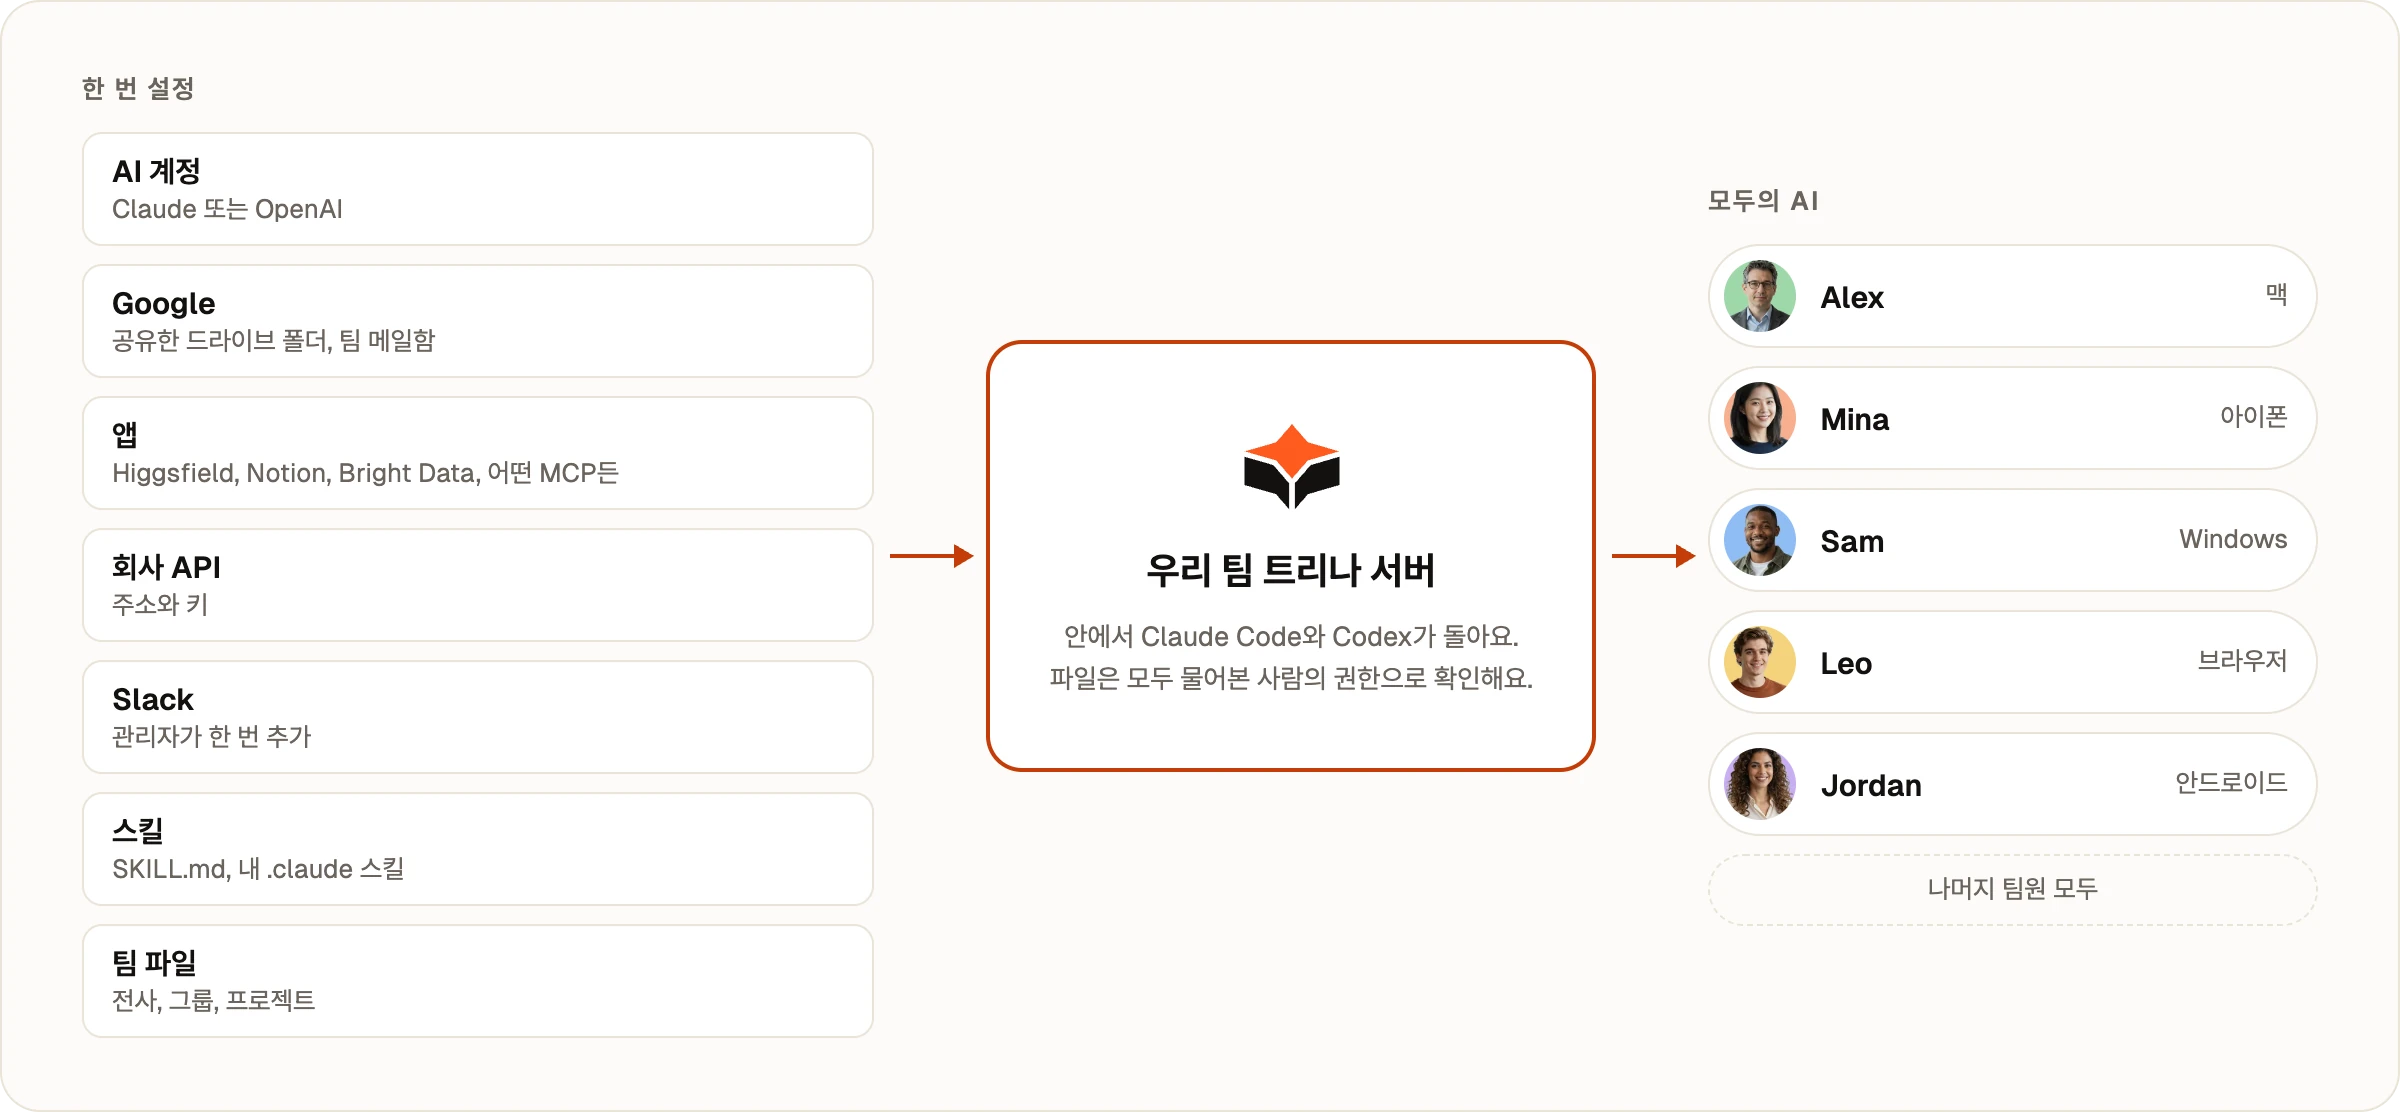 한 번 설정
AI 계정
Claude 또는 OpenAI
Google
공유한 드라이브 폴더, 팀 메일함
앱
Higgsfield, Notion, Bright Data, 어떤 MCP든
회사 API
주소와 키
Slack
관리자가 한 번 추가
스킬
SKILL.md, 내 .claude 스킬
팀 파일
전사, 그룹, 프로젝트
우리 팀 트리나 서버
안에서 Claude Code와 Codex가 돌아요.
파일은 모두 물어본 사람의 권한으로 확인해요.
모두의 AI
Alex
맥
Mina
아이폰
Sam
Windows
Leo
브라우저
Jordan
안드로이드
나머지 팀원 모두